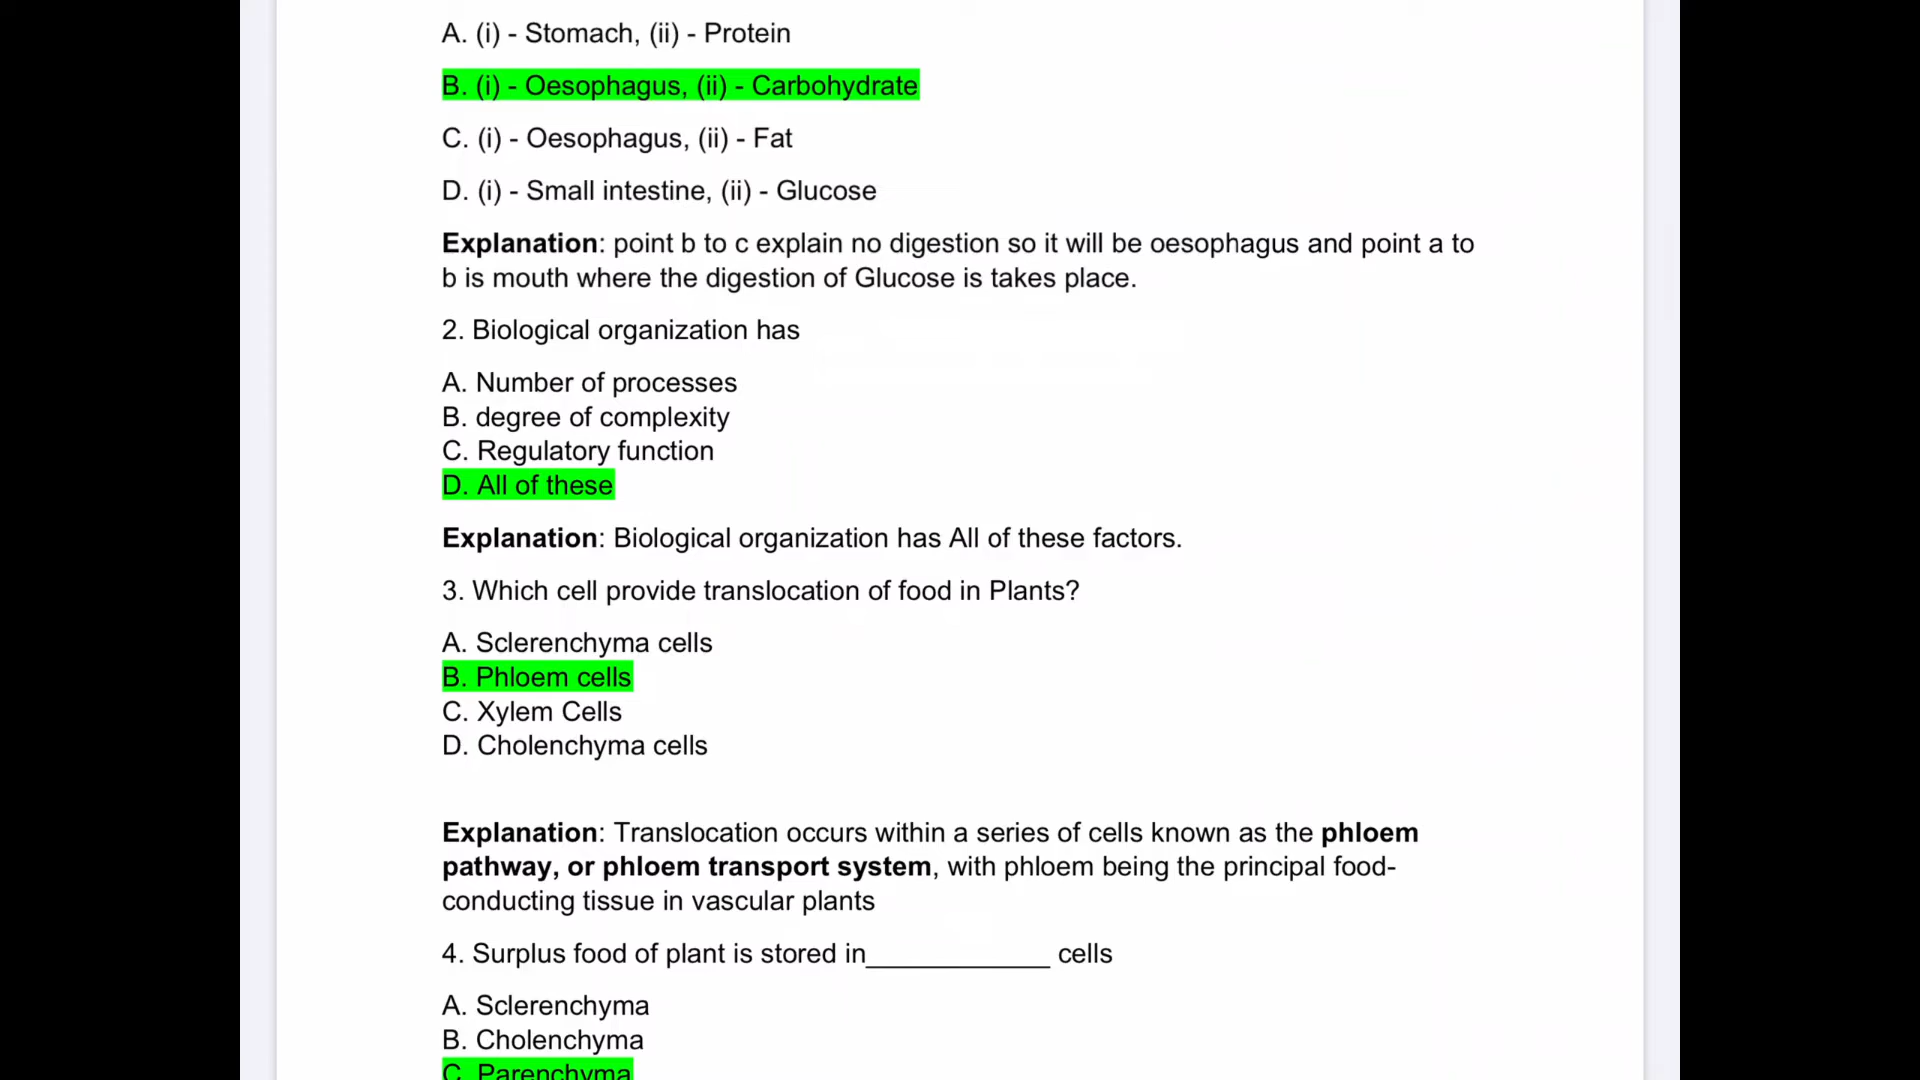 A. (i) - Stomach, (ii) - Protein
B. (i) - Oesophagus, (ii) - Carbohydrate
C. (i) - Oesophagus, (ii) - Fat
D. (i) - Small intestine, (ii) - Glucose
Explanation: point b to c explain no digestion so it will be oesophagus and point a to
b is mouth where the digestion of Glucose is takes place.
2. Biological organization has
A. Number of processes
B. degree of complexity
C. Regulatory function
D. All of these
Explanation: Biological organization has All of these factors.
3. Which cell provide translocation of food in Plants?
A. Sclerenchyma cells
B. Phloem cells
C. Xylem Cells
D. Cholenchyma cells
Explanation: Translocation occurs within a series of cells known as the phloem
pathway, or phloem transport system, with phloem being the principal food-
conducting tissue in vascular plants
4. Surplus food of plant is stored in____________ cells
A. Sclerenchyma
B. Cholenchyma
C. Parenchyma